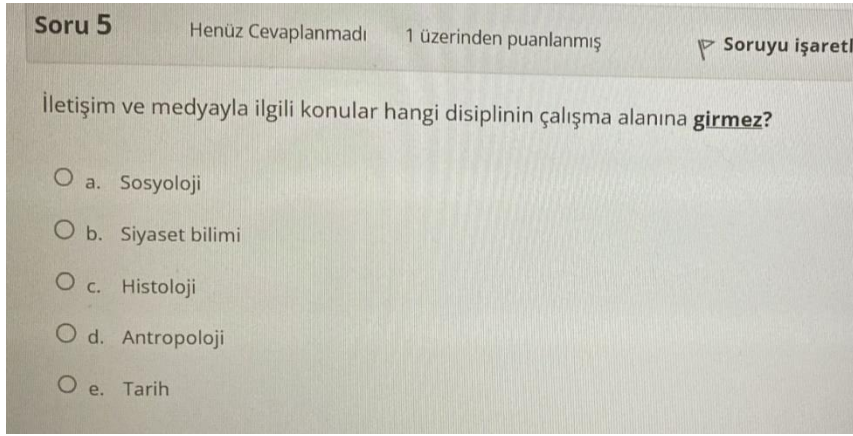 Soru 5
Henüz Cevaplanmadı
1 üzerinden puanlanmış
Soruyu işaretl
İletişim ve medyayla ilgili konular hangi disiplinin çalışma alanına girmez?
a. Sosyoloji
b. Siyaset bilimi
c. Histoloji
d. Antropoloji
e. Tarih